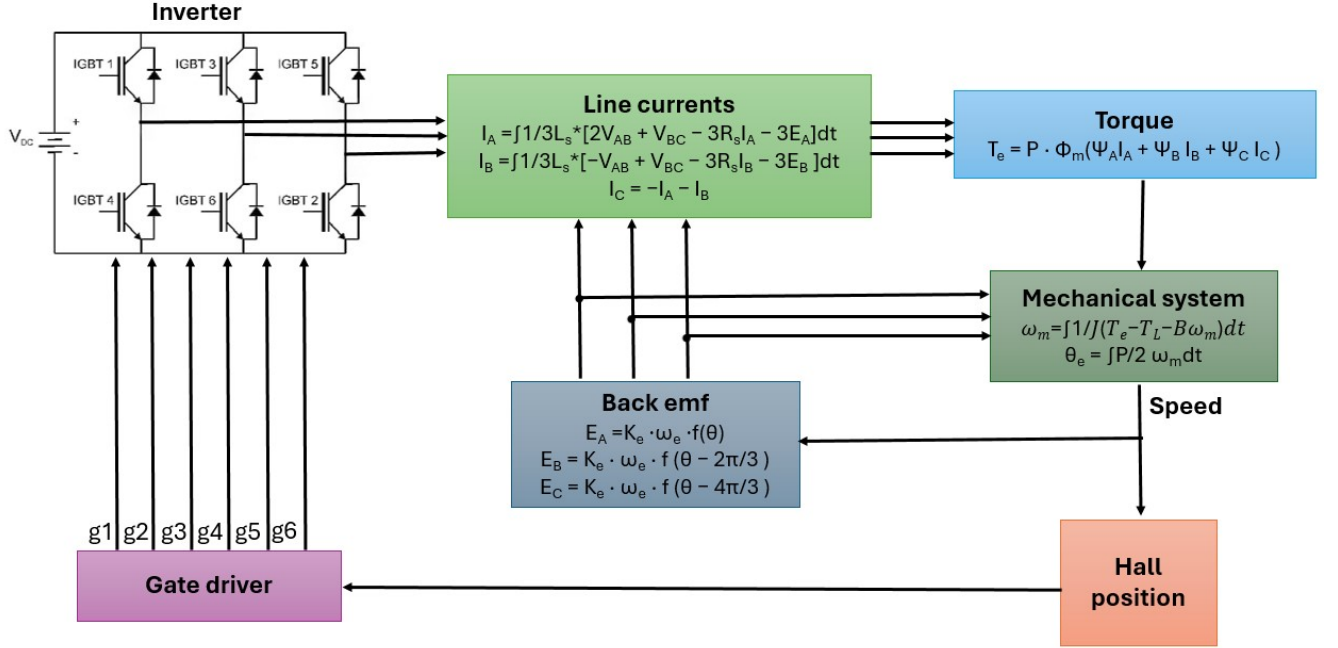 Inverter
IGBT 1
IGBT 3
IGBT 5
V_DC
+
-
IGBT 4
IGBT 6
IGBT 2
Line currents
I_A =∫1/3L_s*[2V_AB + V_BC − 3R_sI_A − 3E_A]dt
I_B =∫1/3L_s*[−V_AB + V_BC − 3R_sI_B − 3E_B ]dt
I_C = −I_A − I_B
Torque
T_e = P · Φ_m(Ψ_AI_A + Ψ_B I_B + Ψ_C I_C )
Mechanical system
ω_m=∫1/J(T_e−T_L−Bω_m)dt
θ_e = ∫P/2 ω_mdt
Speed
Back emf
E_A =K_e ·ω_e ·f(θ)
E_B = K_e · ω_e · f (θ − 2π/3 )
E_C = K_e · ω_e · f (θ − 4π/3 )
g1 g2 g3 g4 g5 g6
Gate driver
Hall
position